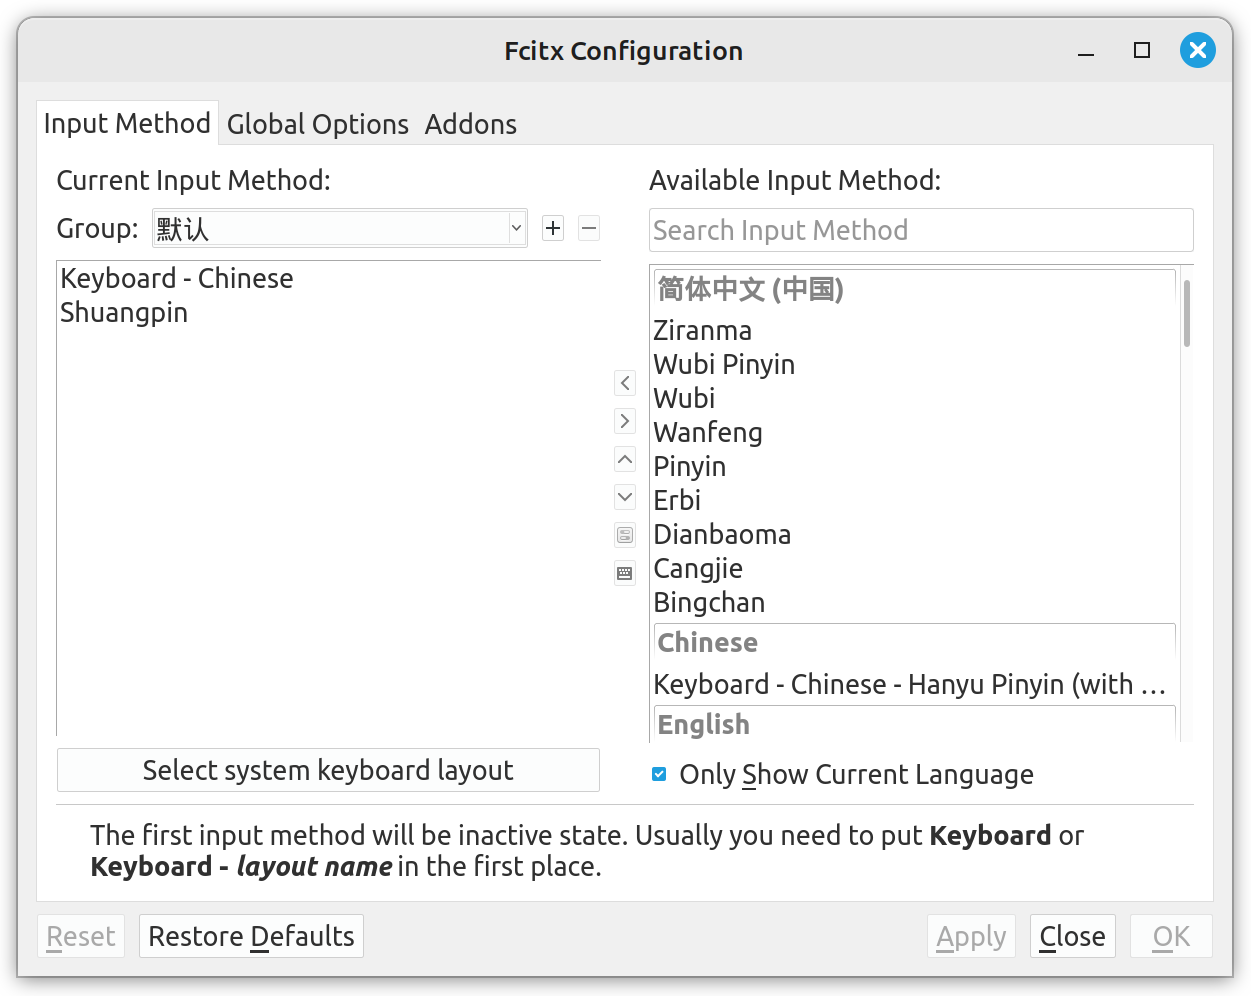 Fcitx Configuration
Input Method
Global Options
Addons
Current Input Method:
Group:
默认
Keyboard - Chinese
Shuangpin
Select system keyboard layout
Available Input Method:
Search Input Method
简体中文 (中国)
Ziranma
Wubi Pinyin
Wubi
Wanfeng
Pinyin
Erbi
Dianbaoma
Cangjie
Bingchan
Chinese
Keyboard - Chinese - Hanyu Pinyin (with ...
English
Only Show Current Language
The first input method will be inactive state. Usually you need to put Keyboard or
Keyboard - layout name in the first place.
Reset
Restore Defaults
Apply
Close
OK